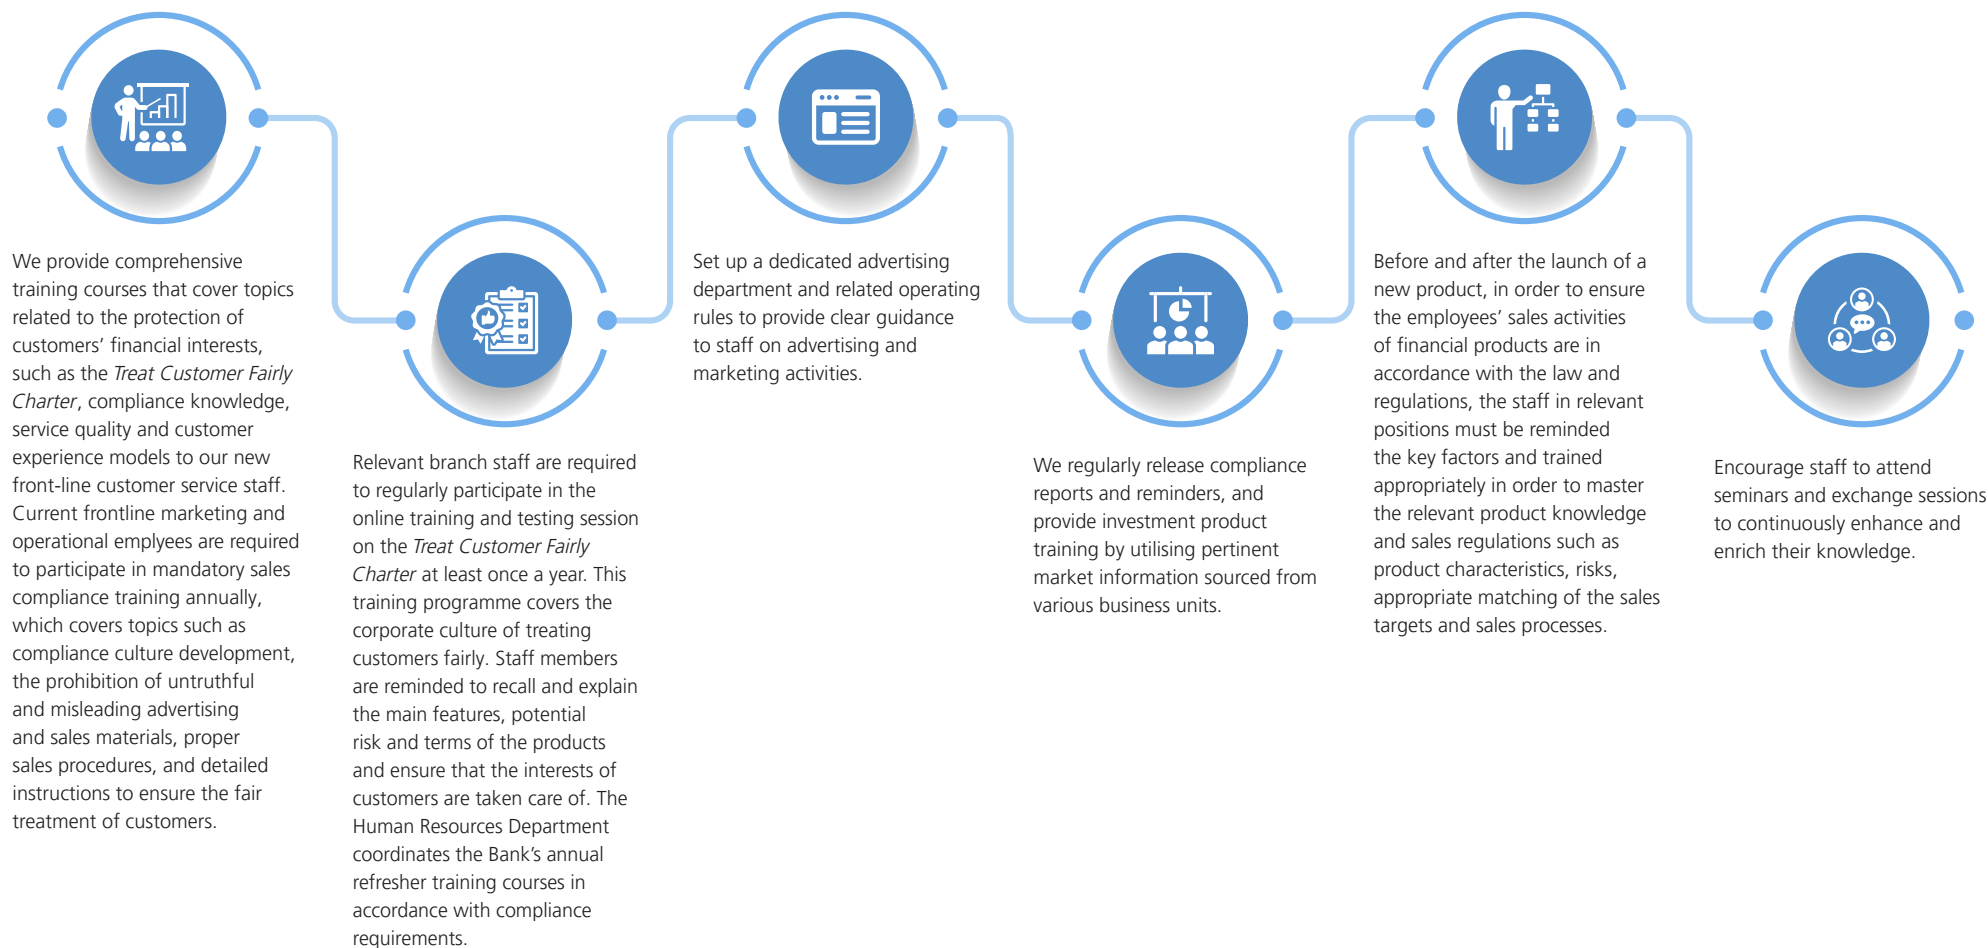 We provide comprehensive
training courses that cover topics
related to the protection of
customers’ financial interests,
such as the Treat Customer Fairly
Charter, compliance knowledge,
service quality and customer
experience models to our new
front-line customer service staff.
Current frontline marketing and
operational emplyees are required
to participate in mandatory sales
compliance training annually,
which covers topics such as
compliance culture development,
the prohibition of untruthful
and misleading advertising
and sales materials, proper
sales procedures, and detailed
instructions to ensure the fair
treatment of customers.
Relevant branch staff are required
to regularly participate in the
online training and testing session
on the Treat Customer Fairly
Charter at least once a year. This
training programme covers the
corporate culture of treating
customers fairly. Staff members
are reminded to recall and explain
the main features, potential
risk and terms of the products
and ensure that the interests of
customers are taken care of. The
Human Resources Department
coordinates the Bank’s annual
refresher training courses in
accordance with compliance
requirements.
Set up a dedicated advertising
department and related operating
rules to provide clear guidance
to staff on advertising and
marketing activities.
We regularly release compliance
reports and reminders, and
provide investment product
training by utilising pertinent
market information sourced from
various business units.
Before and after the launch of a
new product, in order to ensure
the employees’ sales activities
of financial products are in
accordance with the law and
regulations, the staff in relevant
positions must be reminded
the key factors and trained
appropriately in order to master
the relevant product knowledge
and sales regulations such as
product characteristics, risks,
appropriate matching of the sales
targets and sales processes.
Encourage staff to attend
seminars and exchange sessions
to continuously enhance and
enrich their knowledge.